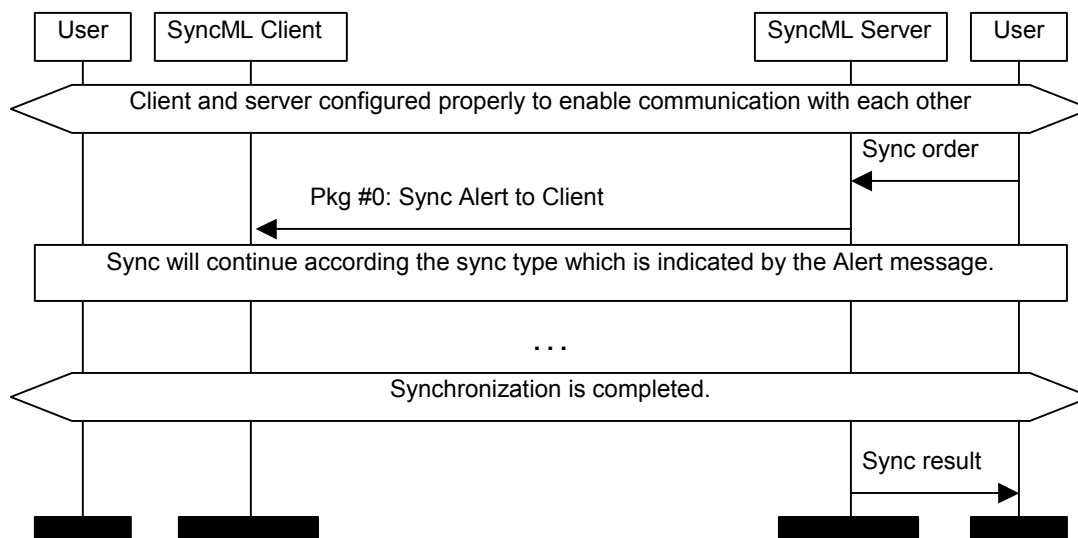 User
SyncML Client
SyncML Server
User
Client and server configured properly to enable communication with each other
Sync order
Pkg #0: Sync Alert to Client
Sync will continue according the sync type which is indicated by the Alert message.
...
Synchronization is completed.
Sync result